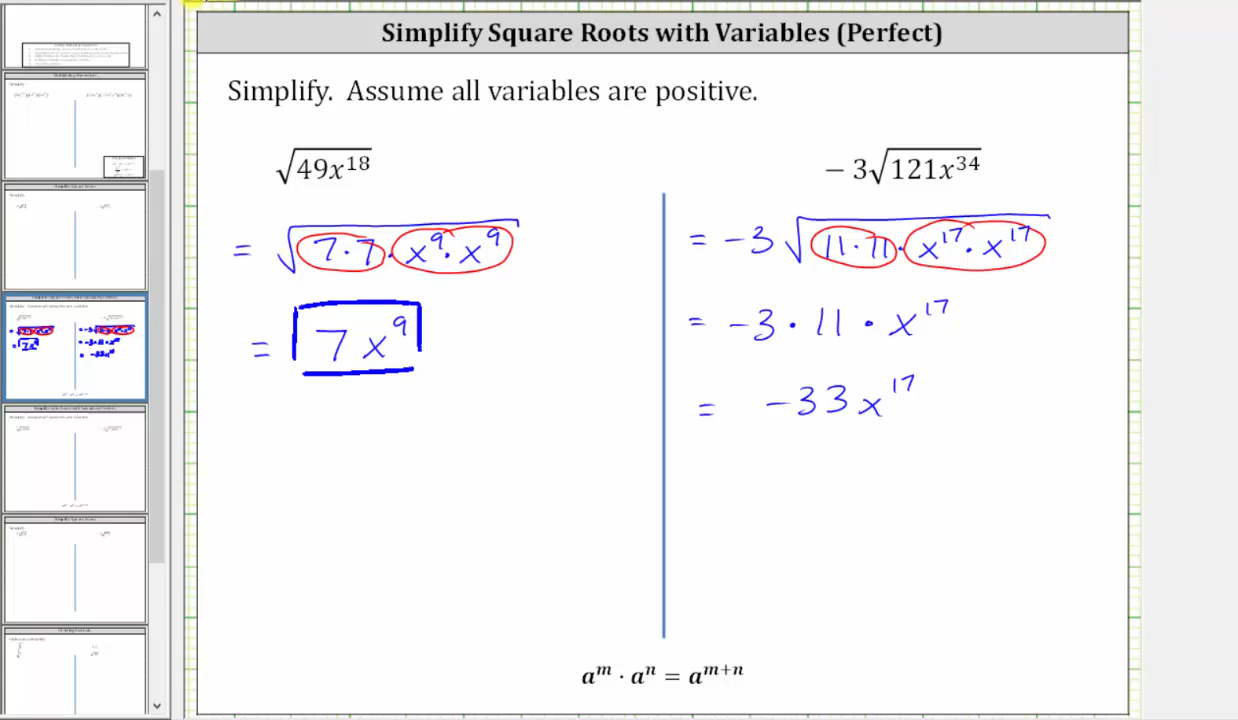 Simplify Square Roots with Variables (Perfect)
Simplify. Assume all variables are positive.
√49x¹⁸
= √7·7·x⁹·x⁹
= 7x⁹
−3√121x³⁴
= −3√11·11·x¹⁷·x¹⁷
= −3·11·x¹⁷
= −33x¹⁷
aᵐ · aⁿ = aᵐ⁺ⁿ